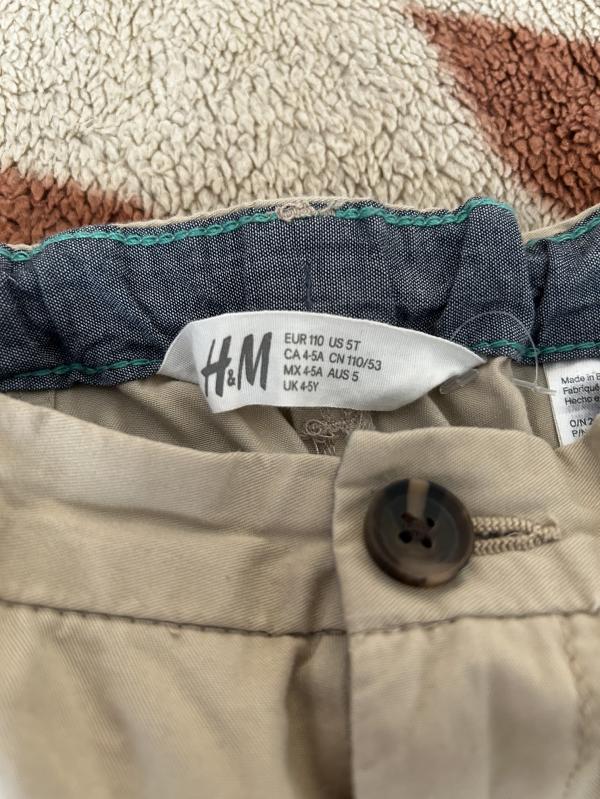 H&M
EUR 110 US 5T
CA 4-5A CN 110/53
MX 4-5A AUS 5
UK 4-5Y
Made in
Fabriqué
Hecho
O/N
P/N